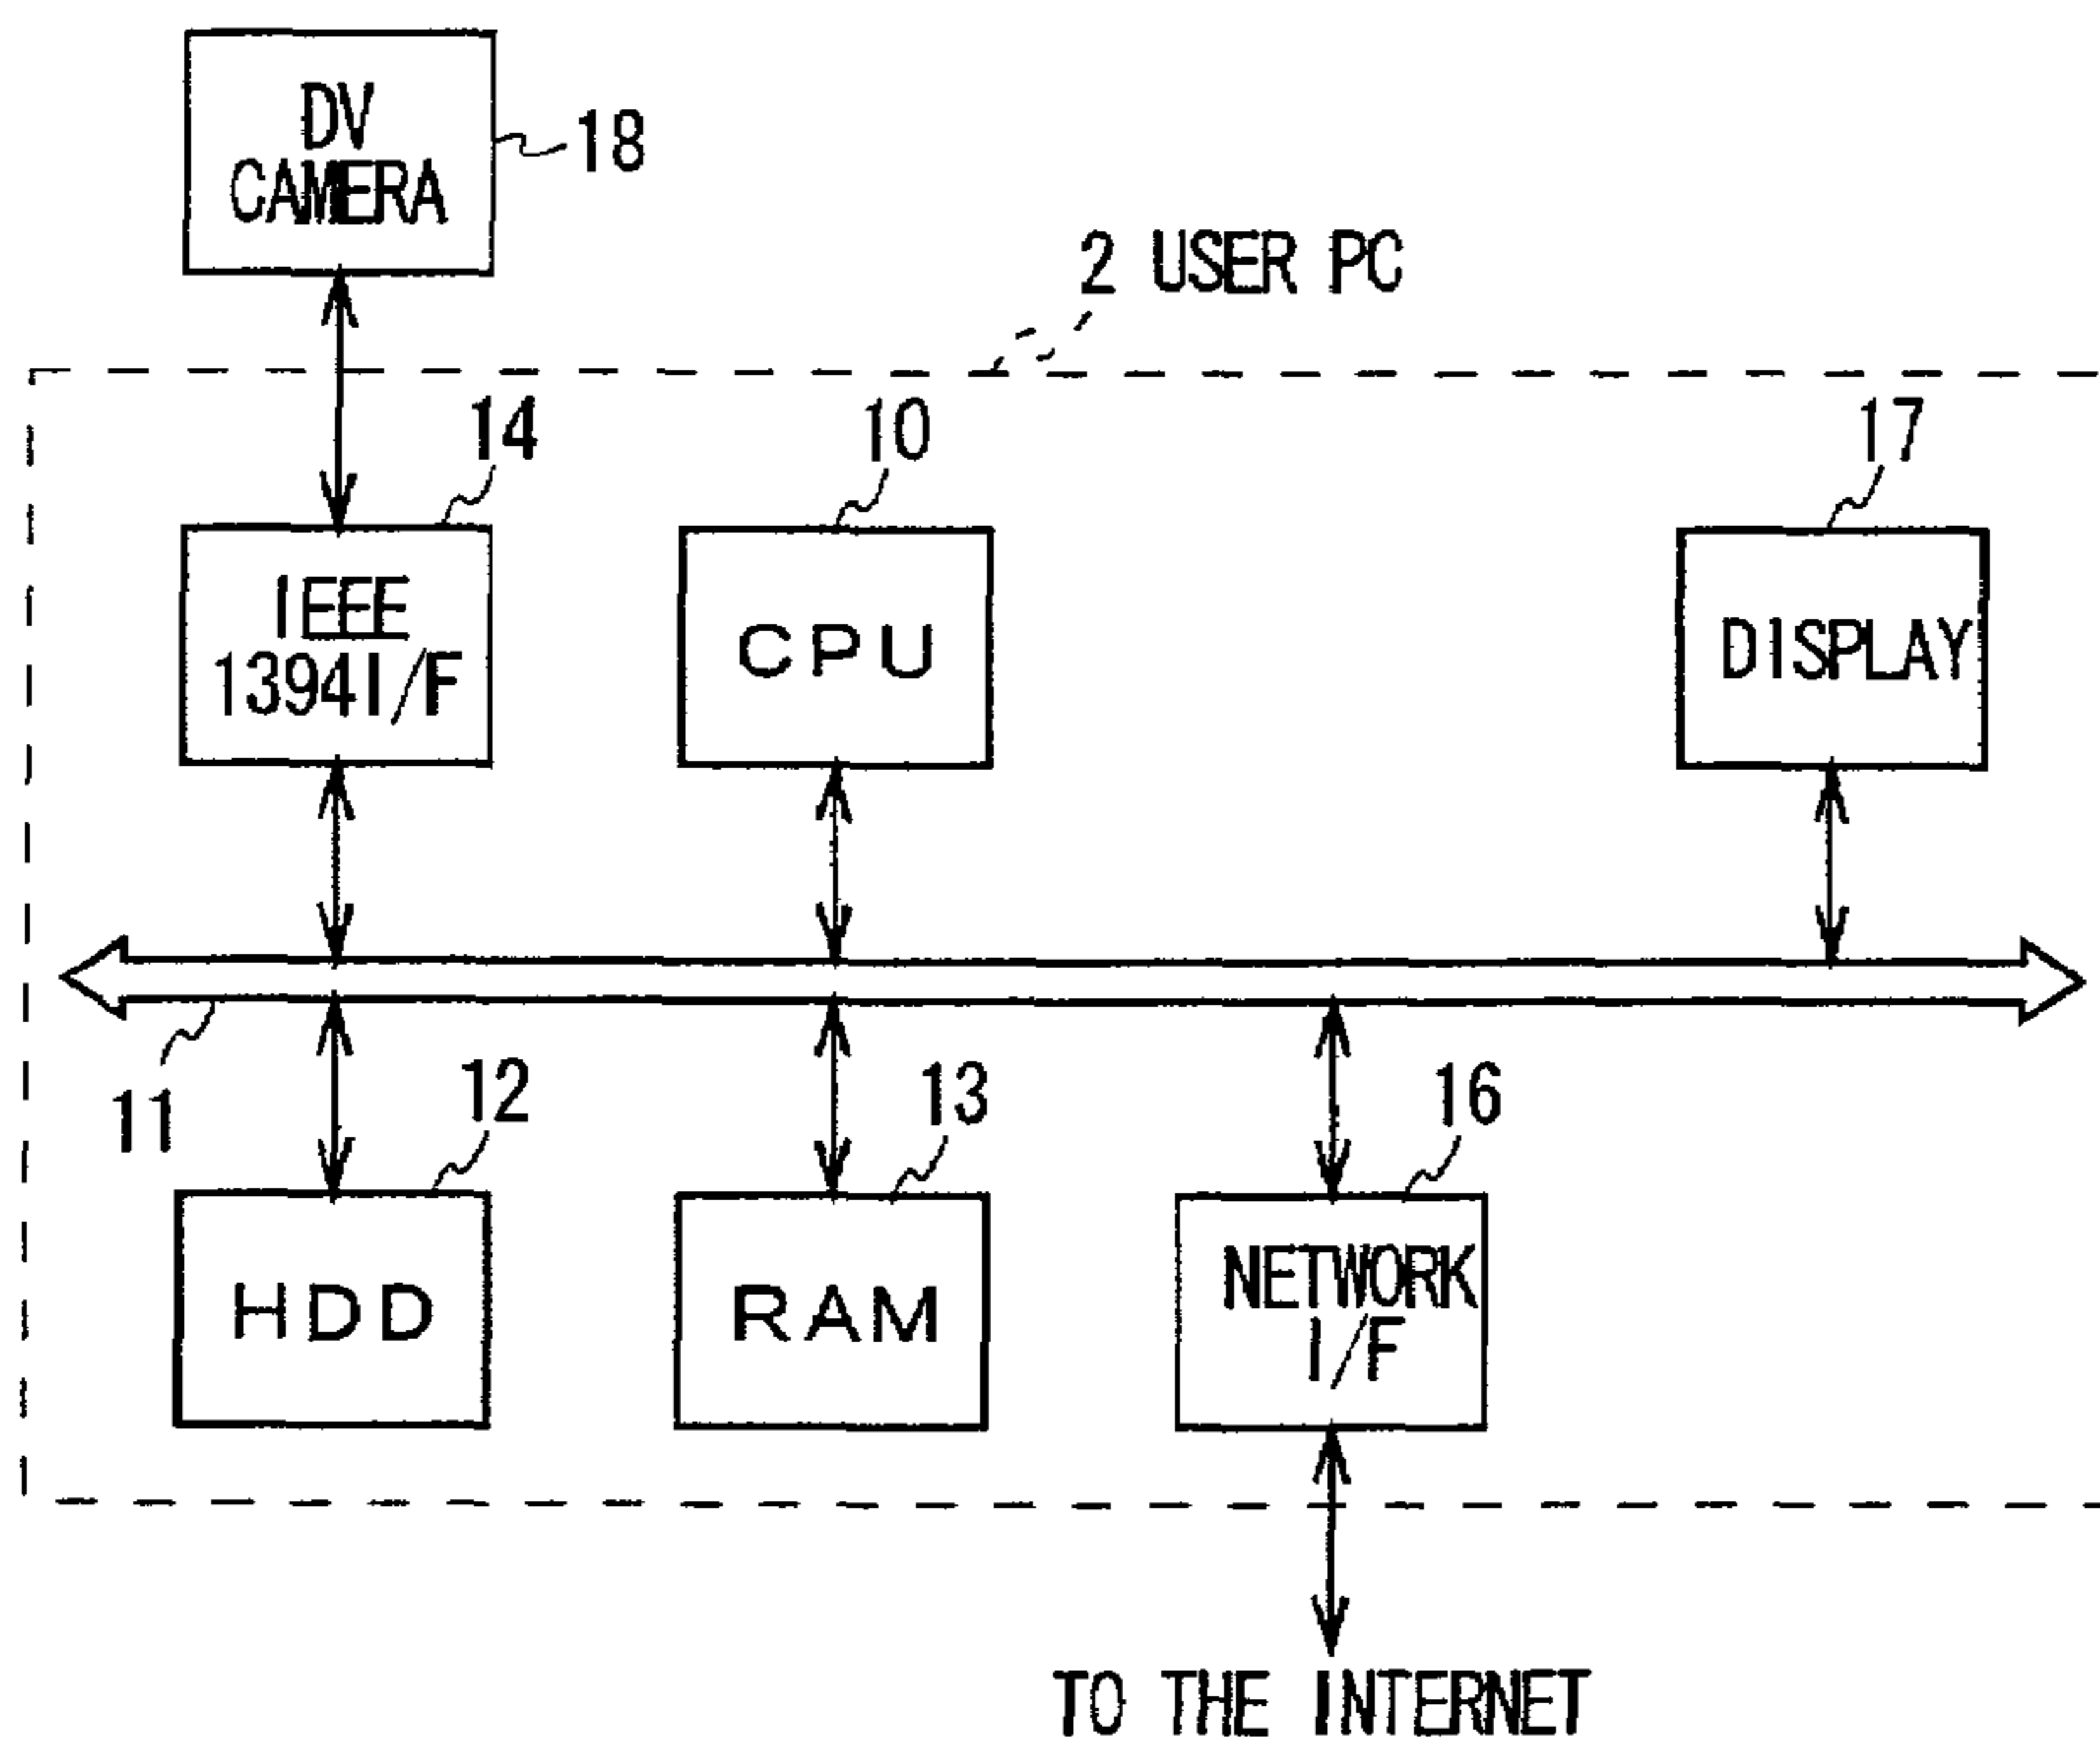 DV
CAMERA
18
2 USER PC
14
10
17
IEEE
1394I/F
CPU
DISPLAY
11
12
13
16
HDD
RAM
NETWORK
I/F
TO THE INTERNET